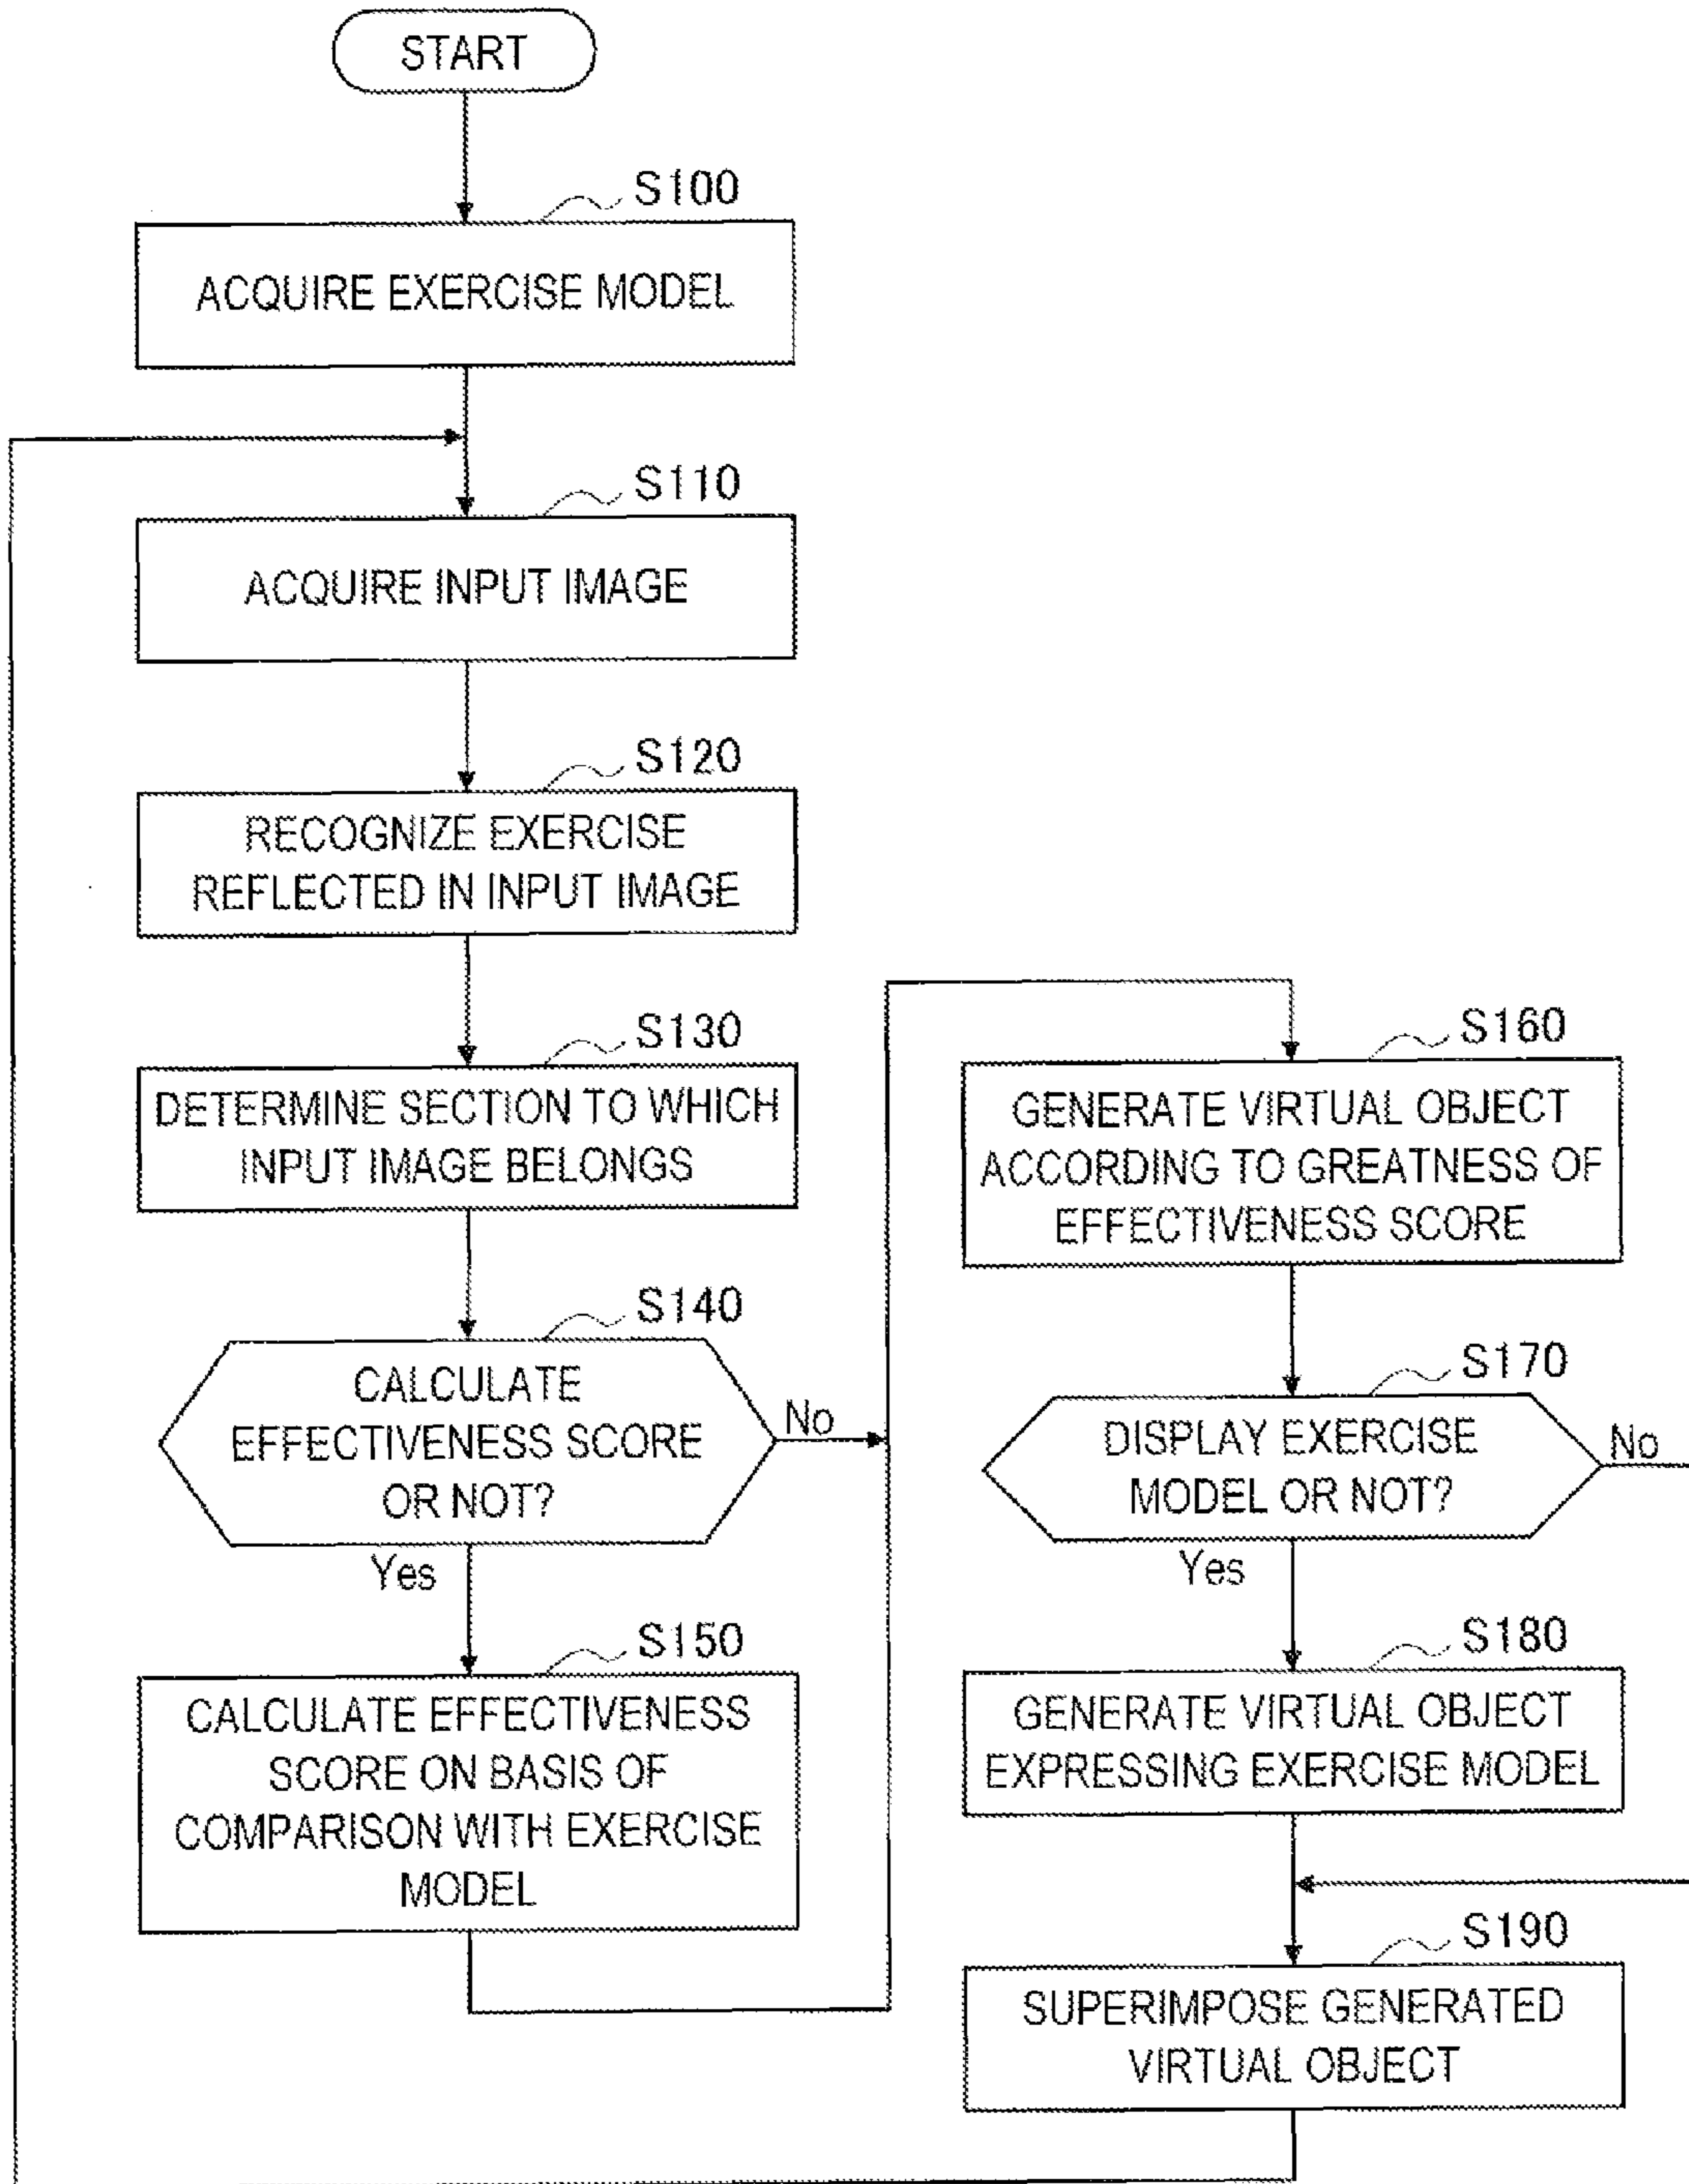 START
S100
ACQUIRE EXERCISE MODEL
S110
ACQUIRE INPUT IMAGE
S120
RECOGNIZE EXERCISE
REFLECTED IN INPUT IMAGE
S130
DETERMINE SECTION TO WHICH
INPUT IMAGE BELONGS
S140
CALCULATE
EFFECTIVENESS SCORE
OR NOT?
No
Yes
S150
CALCULATE EFFECTIVENESS
SCORE ON BASIS OF
COMPARISON WITH EXERCISE
MODEL
S160
GENERATE VIRTUAL OBJECT
ACCORDING TO GREATNESS OF
EFFECTIVENESS SCORE
S170
DISPLAY EXERCISE
MODEL OR NOT?
No
Yes
S180
GENERATE VIRTUAL OBJECT
EXPRESSING EXERCISE MODEL
S190
SUPERIMPOSE GENERATED
VIRTUAL OBJECT